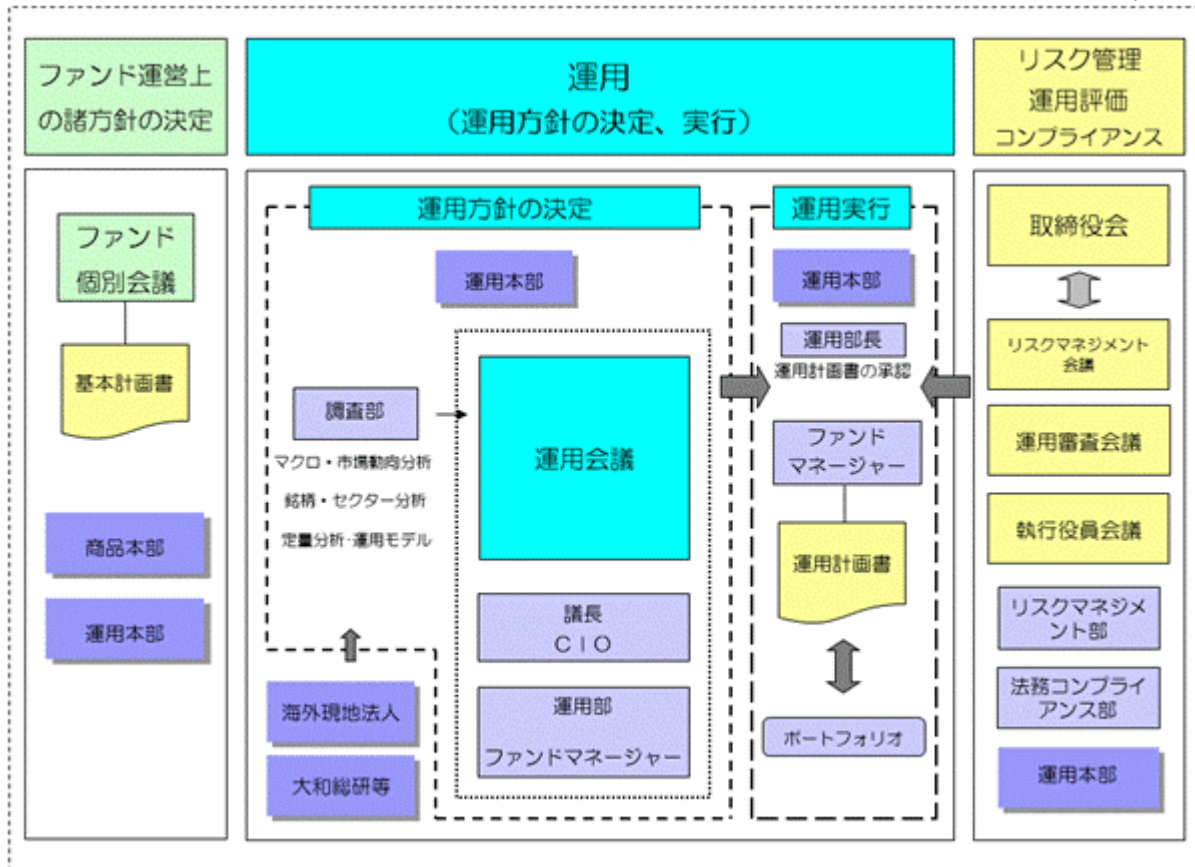 ファンド運営上
の諸方針の決定
運用
（運用方針の決定、実行）
リスク管理
運用評価
コンプライアンス
ファンド
個別会議
基本計画書
商品本部
運用本部
運用方針の決定
運用本部
調査部
マクロ・市場動向分析
銘柄・セクター分析
定量分析・運用モデル
運用会議
議長
ＣＩＯ
運用部
ファンドマネージャー
海外現地法人
大和総研等
運用実行
運用本部
運用部長
運用計画書の承認
ファンド
マネージャー
運用計画書
ポートフォリオ
取締役会
リスクマネジメント
会議
運用審査会議
執行役員会議
リスクマネジメ
ント部
法務コンプライ
アンス部
運用本部